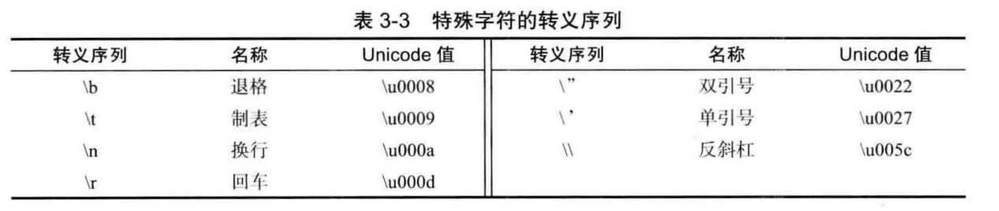 表 3-3 特殊字符的转义序列
转义序列 名称 Unicode 值 转义序列 名称 Unicode 值
\b 退格 \u0008 \” 双引号 \u0022
\t 制表 \u0009 \’ 单引号 \u0027
\n 换行 \u000a \\ 反斜杠 \u005c
\r 回车 \u000d